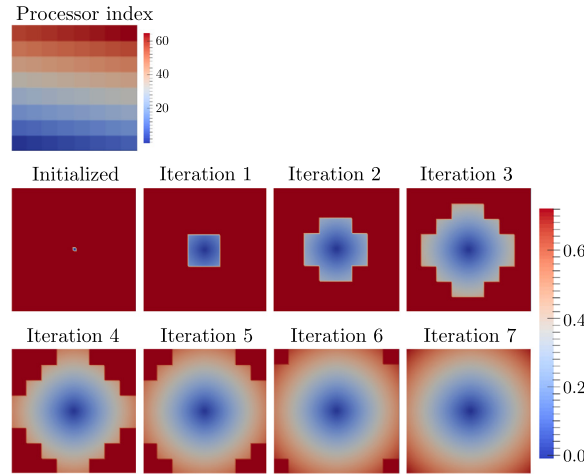 Processor index
60
40
20
Initialized
Iteration 1
Iteration 2
Iteration 3
Iteration 4
Iteration 5
Iteration 6
Iteration 7
0.6
0.4
0.2
0.0